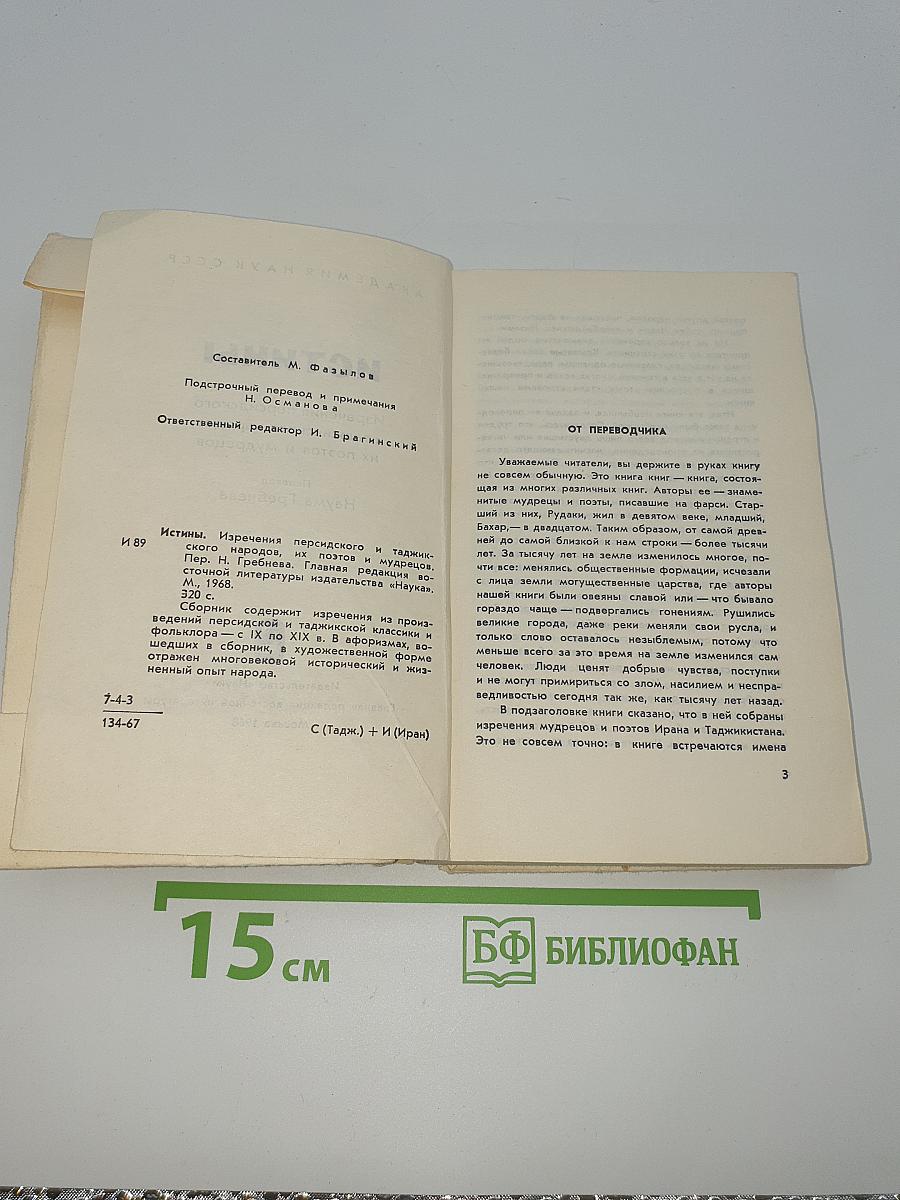 Составитель М. Фазылов
Подстрочный перевод и примечания
Н. Османова
Ответственный редактор И. Брагинский
Истины. Изречения персидского и таджик-
И 89
ского народов, их поэтов и мудрецов.
Пер. Н. Гребнева. Главная редакция во-
сточной литературы издательства «Наука».
М., 1968.
320 с.
Сборник содержит изречения из произ-
ведений персидской и таджикской классики и
фольклора — с IX по XIX в. В афоризмах, во-
шедших в сборник, в художественной форме
отражен многовековой исторический и жиз-
ненный опыт народа.
7-4-3
134-67
С (Тадж.) + И (Иран)
ОТ ПЕРЕВОДЧИКА
Уважаемые читатели, вы держите в руках книгу
не совсем обычную. Это книга книг — книга, состоя-
щая из многих различных книг. Авторы ее — знаме-
нитые мудрецы и поэты, писавшие на фарси. Стар-
ший из них, Рудаки, жил в девятом веке, младший,
Бахар,— в двадцатом. Таким образом, от самой древ-
ней до самой близкой к нам строки — более тысячи
лет. За тысячу лет на земле изменилось многое, по-
чти все: менялись общественные формации, исчезали
с лица земли могущественные царства, где авторы
нашей книги были овеяны славой или — что бывало
гораздо чаще — подвергались гонениям. Рушились
великие города, даже реки меняли свои русла, и
только слово оставалось незыблемым, потому что
меньше всего за это время на земле изменился сам
человек. Люди ценят добрые чувства, поступки
и не могут примириться со злом, насилием и неспра-
ведливостью сегодня так же, как тысячу лет назад.
В подзаголовке книги сказано, что в ней собраны
изречения мудрецов и поэтов Ирана и Таджикистана.
Это не совсем точно: в книге встречаются имена
3
15 см
БФ БИБЛИОФАН